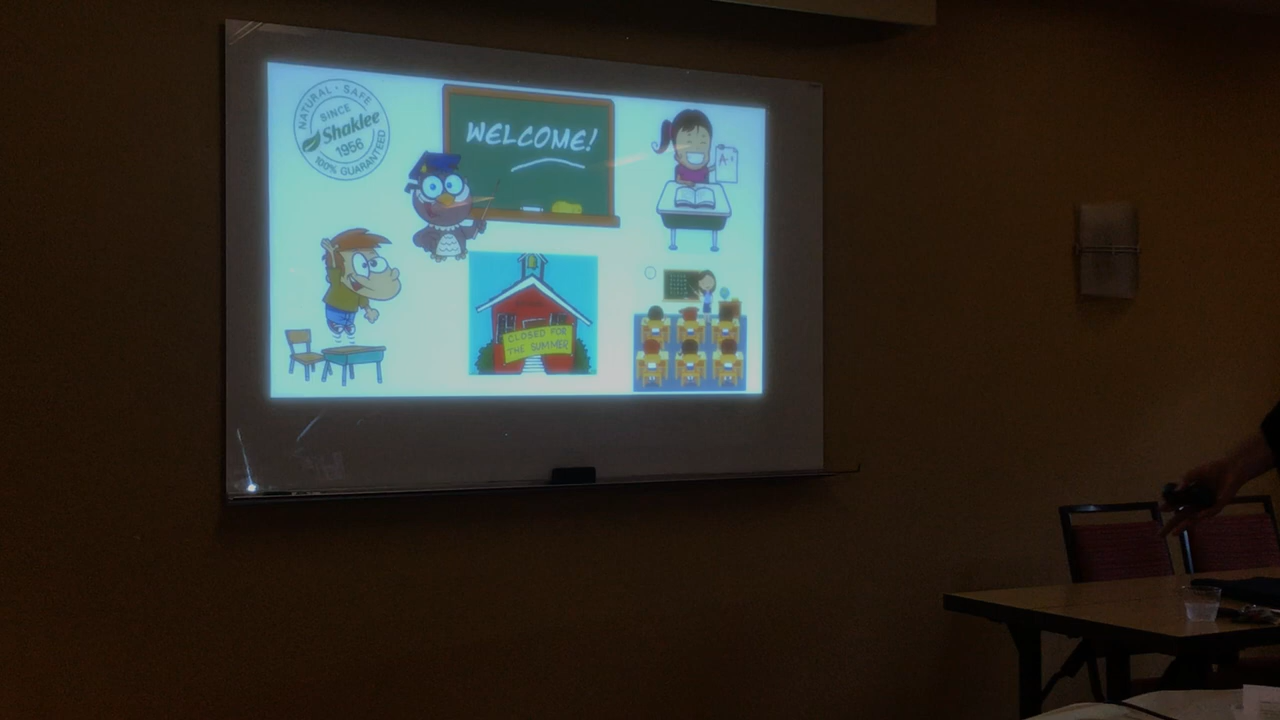 NATURAL • SAFE
SINCE
Shaklee
1956
100% GUARANTEED
WELCOME!
A+
CLOSED FOR
THE SUMMER